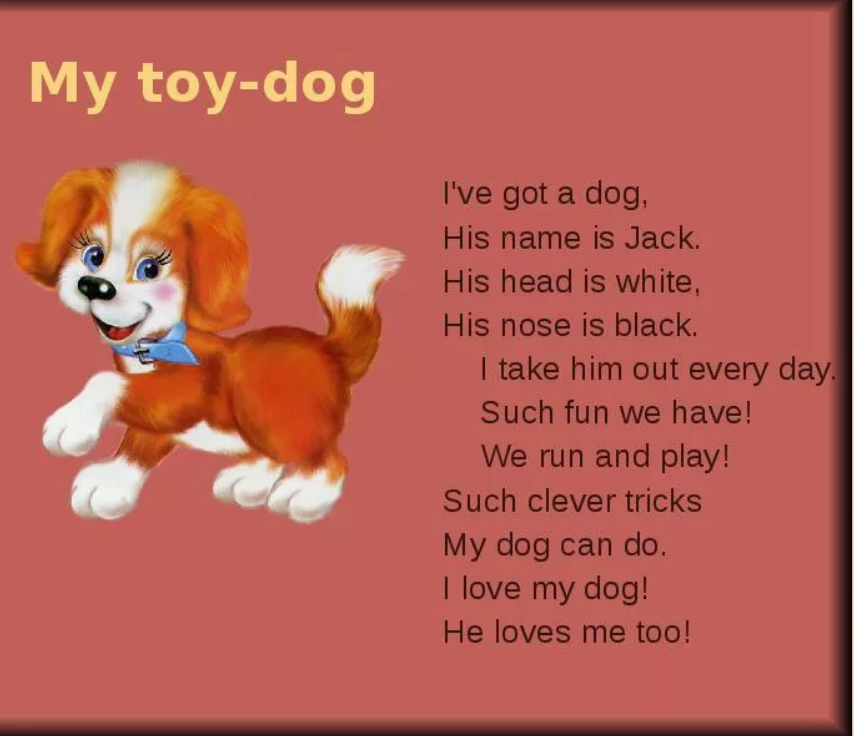 My toy-dog
I've got a dog,
His name is Jack.
His head is white,
His nose is black.
I take him out every day.
Such fun we have!
We run and play!
Such clever tricks
My dog can do.
I love my dog!
He loves me too!